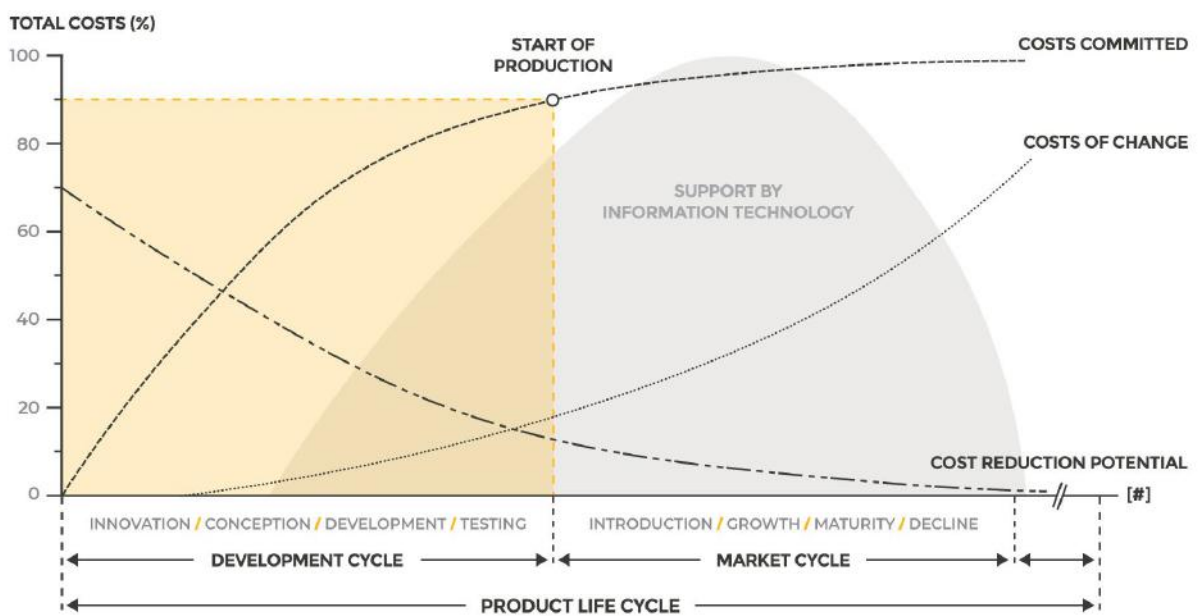 TOTAL COSTS (%)
100
80
60
40
20
0
START OF
PRODUCTION
COSTS COMMITTED
COSTS OF CHANGE
SUPPORT BY
INFORMATION TECHNOLOGY
COST REDUCTION POTENTIAL
[#]
INNOVATION / CONCEPTION / DEVELOPMENT / TESTING
INTRODUCTION / GROWTH / MATURITY / DECLINE
DEVELOPMENT CYCLE
MARKET CYCLE
PRODUCT LIFE CYCLE